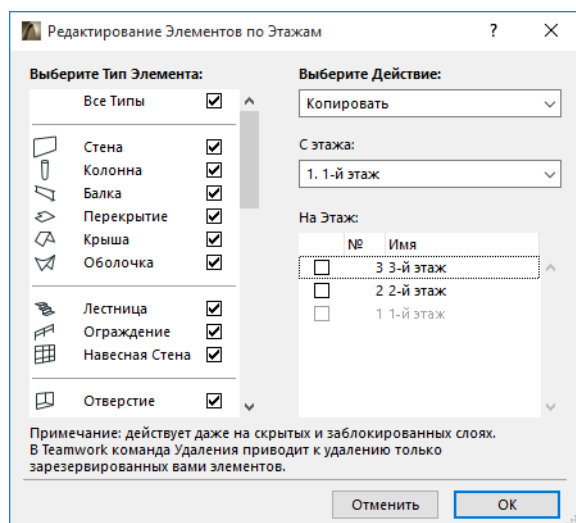 Редактирование Элементов по Этажам
Выберите Тип Элемента:
Все Типы
Стена
Колонна
Балка
Перекрытие
Крыша
Оболочка
Лестница
Ограждение
Навесная Стена
Отверстие
Выберите Действие:
Копировать
С этажа:
1. 1-й этаж
На Этаж:
№ Имя
3 3-й этаж
2 2-й этаж
1 1-й этаж
Примечание: действует даже на скрытых и заблокированных слоях.
В Teamwork команда Удаления приводит к удалению только
зарезервированных вами элементов.
Отменить
OK